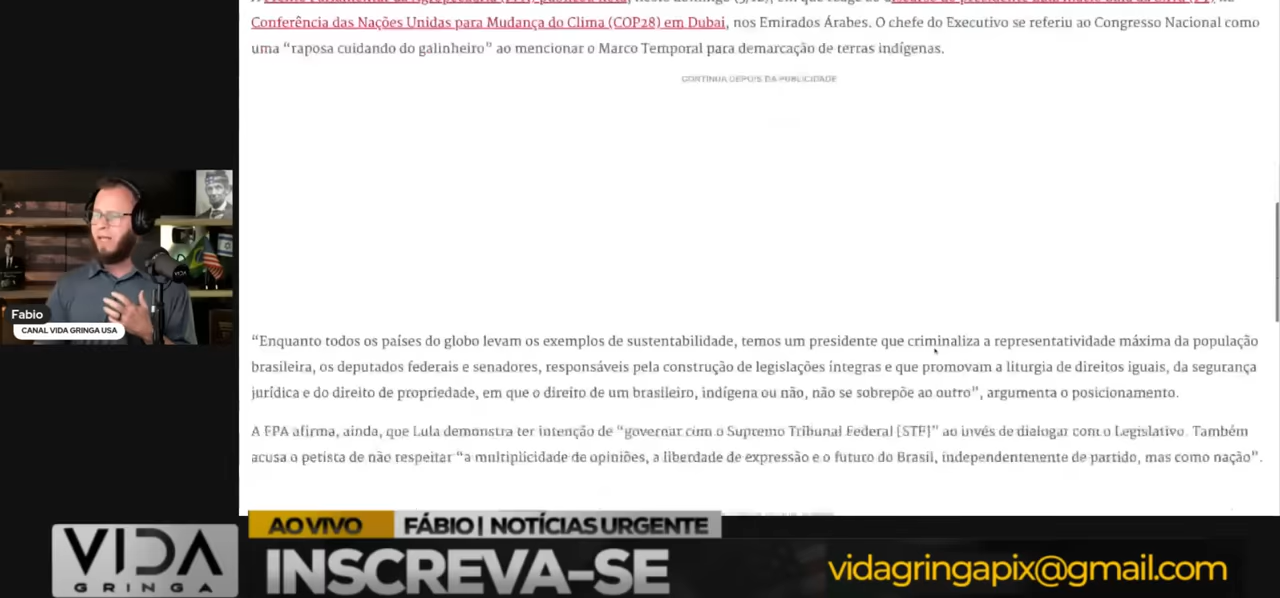 Conferência das Nações Unidas para Mudança do Clima (COP28) em Dubai, nos Emirados Árabes. O chefe do Executivo se referiu ao Congresso Nacional como
uma “raposa cuidando do galinheiro” ao mencionar o Marco Temporal para demarcação de terras indígenas.
CONTINUA DEPOIS DA PUBLICIDADE
“Enquanto todos os países do globo levam os exemplos de sustentabilidade, temos um presidente que criminaliza a representatividade máxima da população
brasileira, os deputados federais e senadores, responsáveis pela construção de legislações íntegras e que promovam a liturgia de direitos iguais, da segurança
jurídica e do direito de propriedade, em que o direito de um brasileiro, indígena ou não, não se sobrepõe ao outro”, argumenta o posicionamento.
A FPA afirma, ainda, que Lula demonstra ter intenção de “governar com o Supremo Tribunal Federal [STF]” ao invés de dialogar com o Legislativo. Também
acusa o petista de não respeitar “a multiplicidade de opiniões, a liberdade de expressão e o futuro do Brasil, independentemente de partido, mas como nação”.
Fabio
CANAL VIDA GRINGA USA
VIDA
GRINGA
AO VIVO
FÁBIO | NOTÍCIAS URGENTE
INSCREVA-SE
vidagringapix@gmail.com